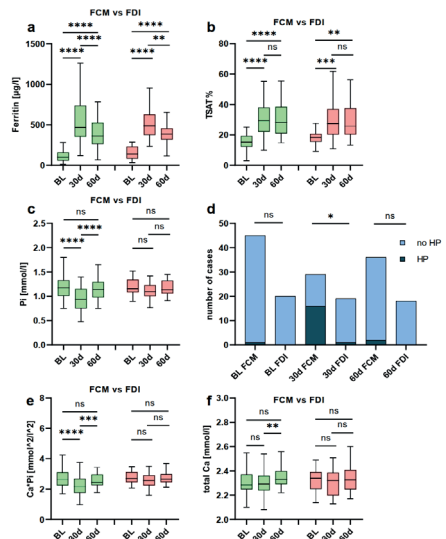 FCM vs FDI
a
****
****
****
****
**
****
Ferritin [µg/l]
1500
1000
500
0
BL
30d
60d
BL
30d
60d
FCM vs FDI
b
****
ns
****
**
ns
***
TSAT%
80
60
40
20
0
BL
30d
60d
BL
30d
60d
FCM vs FDI
c
ns
****
****
ns
ns
ns
Pi [mmol/l]
2.5
2.0
1.5
1.0
0.5
0.0
BL
30d
60d
BL
30d
60d
d
ns
*
ns
no HP
HP
number of cases
50
40
30
20
10
0
BL FCM
BL FDI
30d FCM
30d FDI
60d FCM
60d FDI
FCM vs FDI
e
ns
***
****
ns
ns
ns
Ca*Pi [mmol^2/l^2]
8
6
4
2
0
BL
30d
60d
BL
30d
60d
FCM vs FDI
f
ns
**
ns
ns
ns
ns
total Ca [mmol/l]
3.0
2.8
2.6
2.4
2.2
2.0
BL
30d
60d
BL
30d
60d